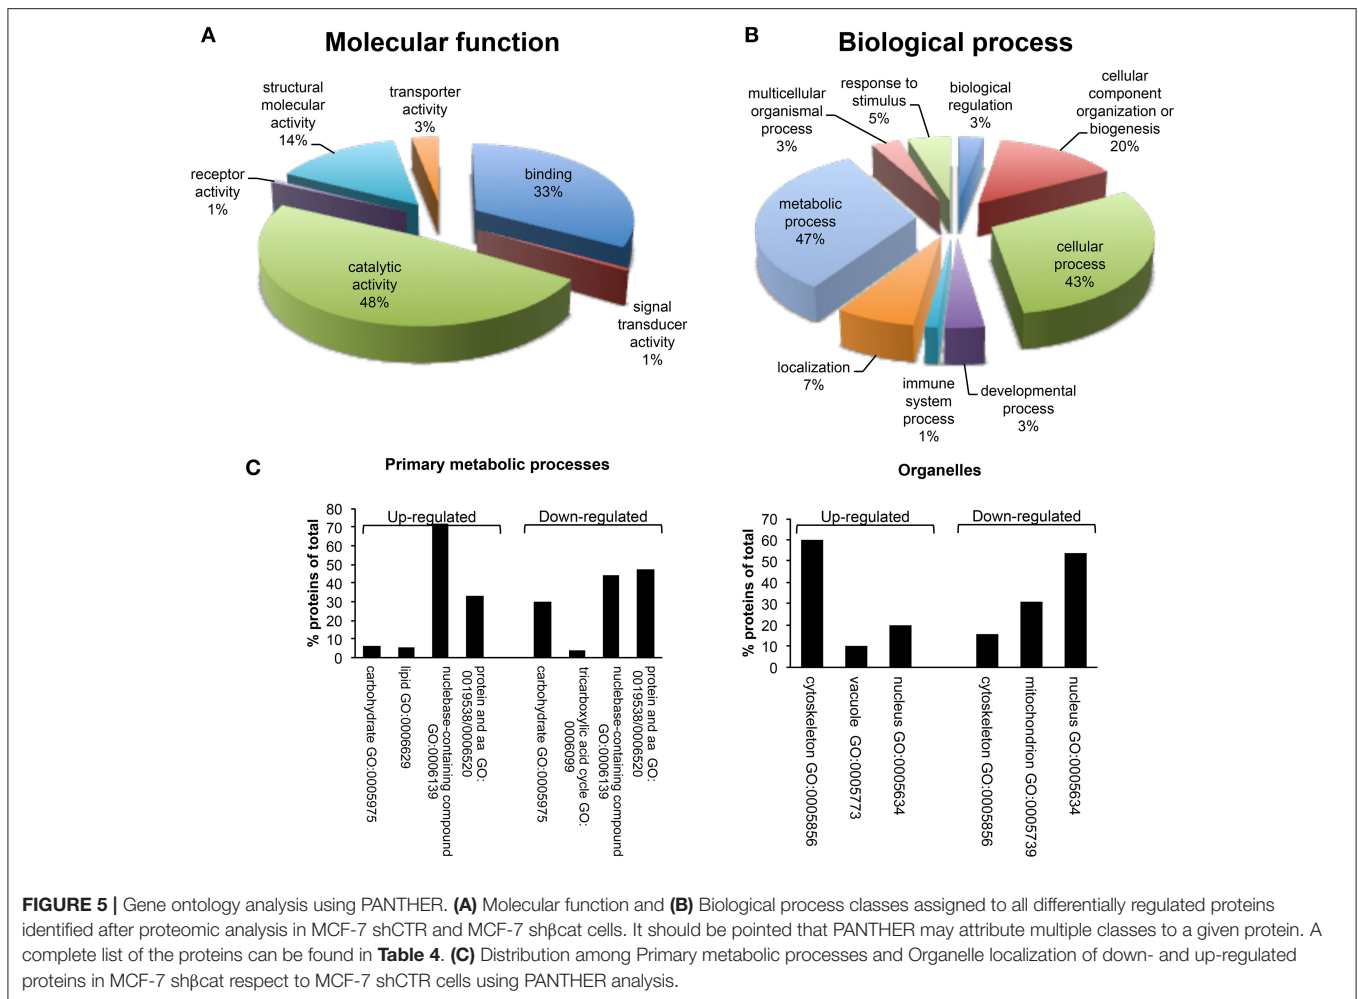 A
Molecular function
structural
molecular
activity
14%
transporter
activity
3%
receptor
activity
1%
binding
33%
catalytic
activity
48%
signal
transducer
activity
1%
B
Biological process
multicellular
organismal
process
3%
response to
stimulus
5%
biological
regulation
3%
cellular
component
organization or
biogenesis
20%
metabolic
process
47%
cellular
process
43%
localization
7%
immune
system
process
1%
developmental
process
3%
C
Primary metabolic processes
% proteins of total
80
70
60
50
40
30
20
10
0
Up-regulated
Down-regulated
carbohydrate GO:0005975
lipid GO:0006629
nuclebase-containing compound
GO:0006139
protein and aa GO:
0019538/0006520
carbohydrate GO:0005975
tricarboxylic acid cycle GO:
0006099
nuclebase-containing compound
GO:0006139
protein and aa GO:
0019538/0006520
Organelles
% proteins of total
70
60
50
40
30
20
10
0
Up-regulated
Down-regulated
cytoskeleton GO:0005856
vacuole GO:0005773
nucleus GO:0005634
cytoskeleton GO:0005856
mitochondrion GO:0005739
nucleus GO:0005634
FIGURE 5 | Gene ontology analysis using PANTHER. (A) Molecular function and (B) Biological process classes assigned to all differentially regulated proteins
identified after proteomic analysis in MCF-7 shCTR and MCF-7 shβcat cells. It should be pointed that PANTHER may attribute multiple classes to a given protein. A
complete list of the proteins can be found in Table 4. (C) Distribution among Primary metabolic processes and Organelle localization of down- and up-regulated
proteins in MCF-7 shβcat respect to MCF-7 shCTR cells using PANTHER analysis.